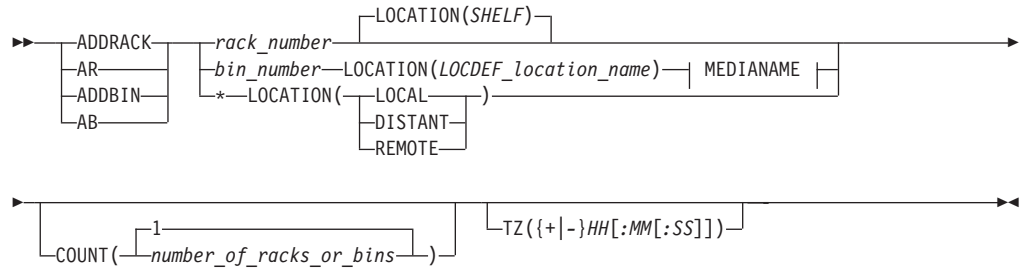 LOCATION(SHELF)
ADDRACK rack_number
AR bin_number LOCATION(LOCDEF_location_name) MEDIANAME
ADDBIN * LOCATION( LOCAL )
AB DISTANT
REMOTE
1 TZ({+|-}HH[:MM[:SS]])
COUNT( number_of_racks_or_bins )